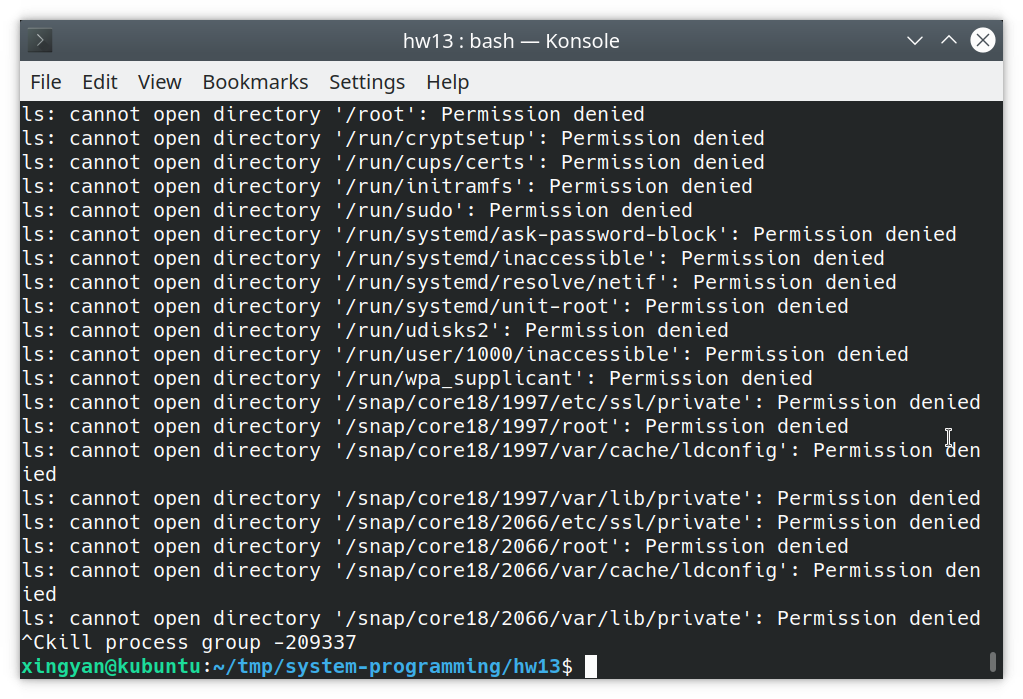 hw13 : bash — Konsole
File Edit View Bookmarks Settings Help
ls: cannot open directory '/root': Permission denied
ls: cannot open directory '/run/cryptsetup': Permission denied
ls: cannot open directory '/run/cups/certs': Permission denied
ls: cannot open directory '/run/initramfs': Permission denied
ls: cannot open directory '/run/sudo': Permission denied
ls: cannot open directory '/run/systemd/ask-password-block': Permission denied
ls: cannot open directory '/run/systemd/inaccessible': Permission denied
ls: cannot open directory '/run/systemd/resolve/netif': Permission denied
ls: cannot open directory '/run/systemd/unit-root': Permission denied
ls: cannot open directory '/run/udisks2': Permission denied
ls: cannot open directory '/run/user/1000/inaccessible': Permission denied
ls: cannot open directory '/run/wpa_supplicant': Permission denied
ls: cannot open directory '/snap/core18/1997/etc/ssl/private': Permission denied
ls: cannot open directory '/snap/core18/1997/root': Permission denied
ls: cannot open directory '/snap/core18/1997/var/cache/ldconfig': Permission den
ied
ls: cannot open directory '/snap/core18/1997/var/lib/private': Permission denied
ls: cannot open directory '/snap/core18/2066/etc/ssl/private': Permission denied
ls: cannot open directory '/snap/core18/2066/root': Permission denied
ls: cannot open directory '/snap/core18/2066/var/cache/ldconfig': Permission den
ied
ls: cannot open directory '/snap/core18/2066/var/lib/private': Permission denied
^Ckill process group -209337
xingyan@kubuntu:~/tmp/system-programming/hw13$